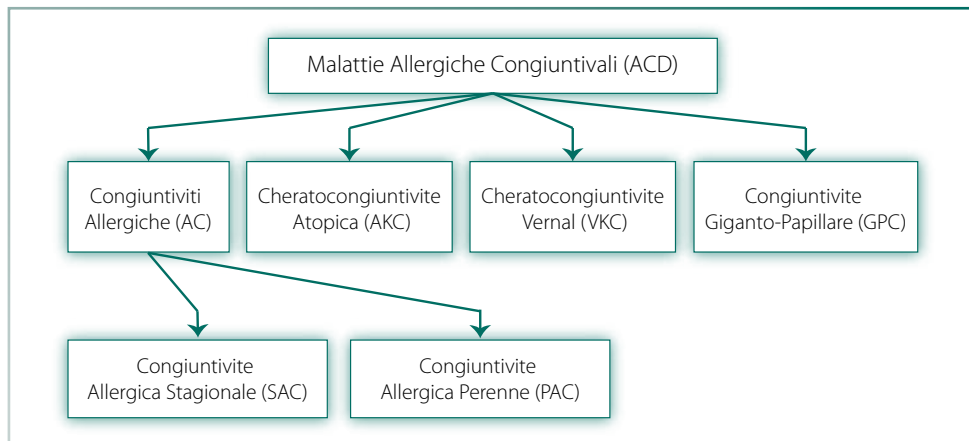 Malattie Allergiche Congiuntivali (ACD)
Congiuntiviti
Allergiche (AC)
Cheratocongiuntivite
Atopica (AKC)
Cheratocongiuntivite
Vernal (VKC)
Congiuntivite
Giganto-Papillare (GPC)
Congiuntivite
Allergica Stagionale (SAC)
Congiuntivite
Allergica Perenne (PAC)